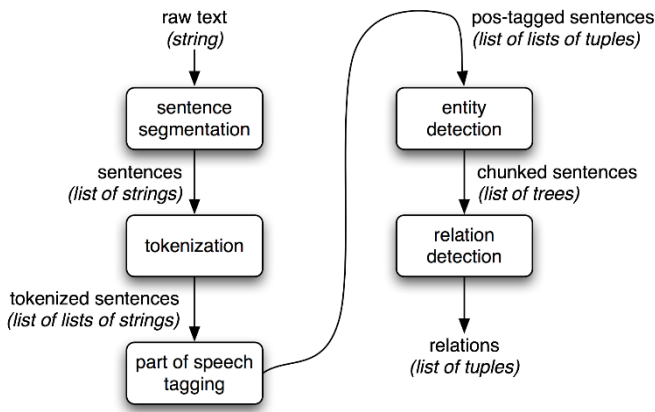 raw text
(string)
sentence
segmentation
sentences
(list of strings)
tokenization
tokenized sentences
(list of lists of strings)
part of speech
tagging
pos-tagged sentences
(list of lists of tuples)
entity
detection
chunked sentences
(list of trees)
relation
detection
relations
(list of tuples)